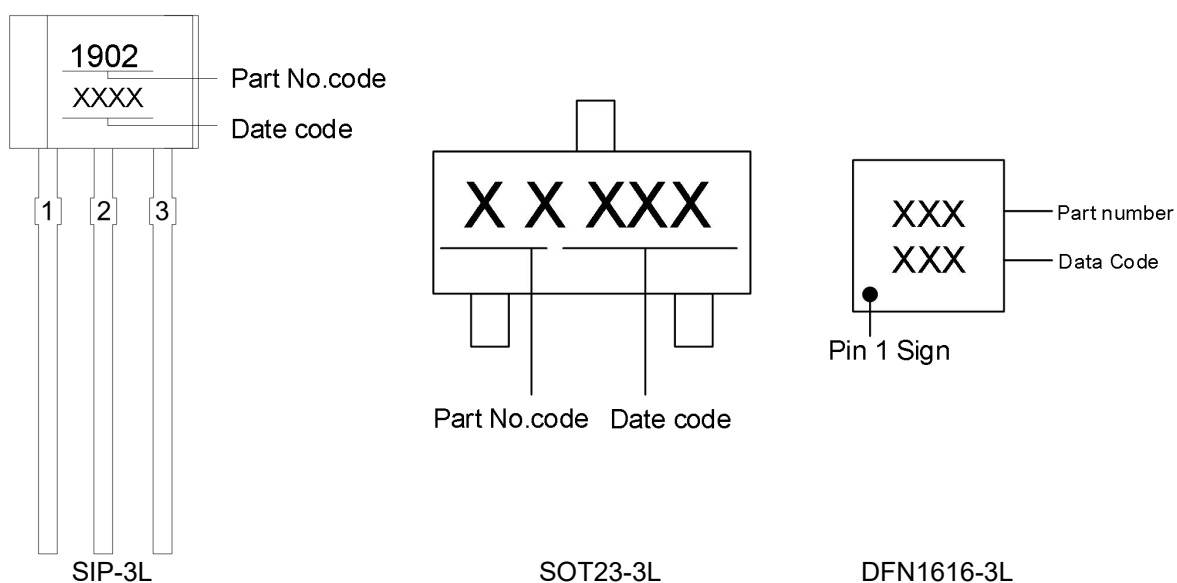 1902
Part No.code
XXXX
Date code
1 2 3
SIP-3L
X X XXX
Part No.code Date code
SOT23-3L
XXX
Part number
XXX
Data Code
Pin 1 Sign
DFN1616-3L